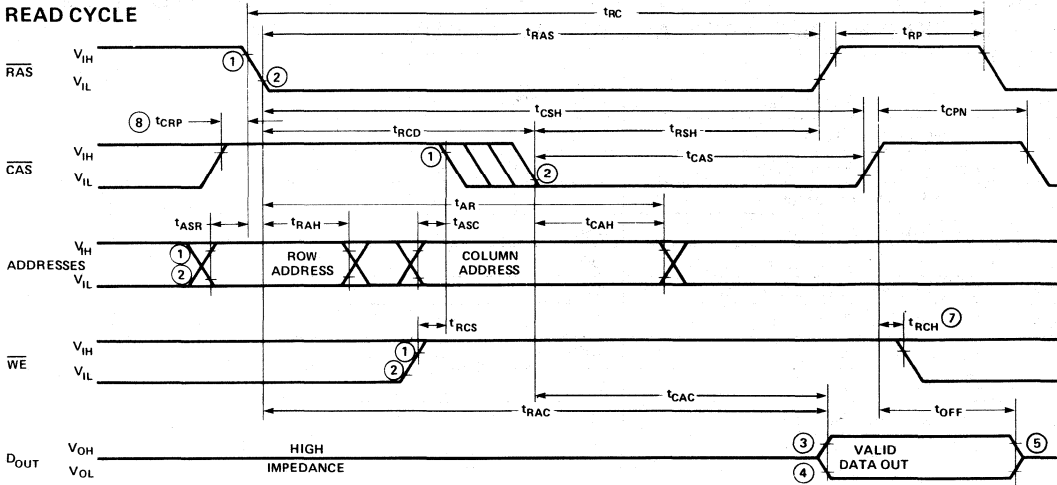 READ CYCLE
tRC
tRAS
tRP
RAS
VIH
VIL
1
2
tCSH
8 tCRP
tRCD
tRSH
tCPN
CAS
VIH
VIL
1
2
tCAS
tAR
tASR
tRAH
tASC
tCAH
ADDRESSES
VIH
VIL
1
2
ROW
ADDRESS
COLUMN
ADDRESS
tRCS
tRCH 7
WE
VIH
VIL
1
2
tCAC
tRAC
tOFF
DOUT
VOH
VOL
HIGH
IMPEDANCE
3
4
VALID
DATA OUT
5